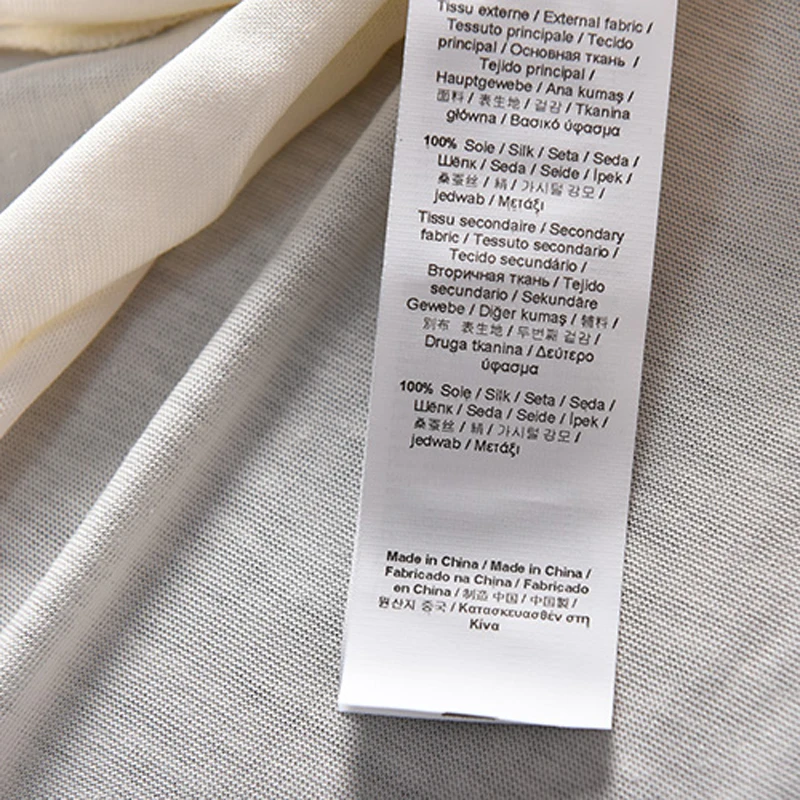 Tissu externe / External fabric /
Tessuto principale / Tecido
principal / Основная ткань /
Tejido principal /
Hauptgewebe / Ana kumaş /
面料 / 表生地 / 겉감 / Tkanina
główna / Βασικό ύφασμα
100% Soie / Silk / Seta / Seda /
Шёлк / Seda / Seide / İpek /
桑蚕丝 / 絹 / 가시털 강모 /
jedwab / Μετάξι
Tissu secondaire / Secondary
fabric / Tessuto secondario /
Tecido secundário /
Вторичная ткань / Tejido
secundario / Sekundäre
Gewebe / Diğer kumaş / 辅料 /
別布 表生地 / 두번째 겉감 /
Druga tkanina / Δεύτερο
ύφασμα
100% Soie / Silk / Seta / Seda /
Шёлк / Seda / Seide / İpek /
桑蚕丝 / 絹 / 가시털 강모 /
jedwab / Μετάξι
Made in China / Made in China /
Fabricado na China / Fabricado
en China / 制造 中国 / 中国製 /
원산지 중국 / Κατασκευασθέν στη
Κίνα